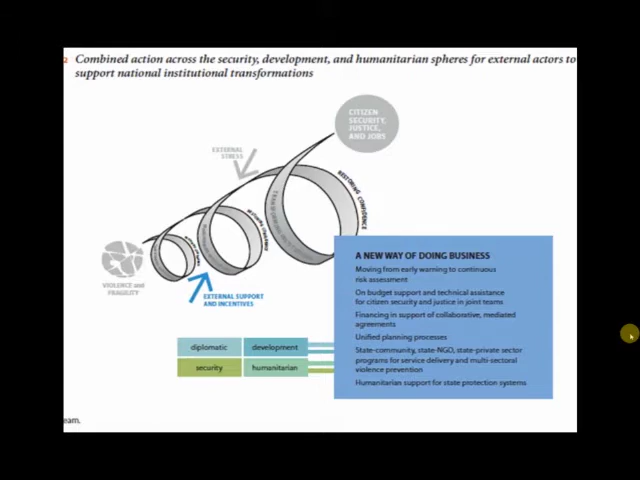 2 Combined action across the security, development, and humanitarian spheres for external actors to
support national institutional transformations
CITIZEN
SECURITY,
JUSTICE,
AND JOBS
EXTERNAL
STRESS
RESTORING CONFIDENCE
VIOLENCE and
FRAGILITY
EXTERNAL SUPPORT
AND INCENTIVES
A NEW WAY OF DOING BUSINESS
Moving from early warning to continuous
risk assessment
On budget support and technical assistance
for citizen security and justice in joint teams
Financing in support of collaborative, mediated
agreements
Unified planning processes
State-community, state-NGO, state-private sector
programs for service delivery and multi-sectoral
violence prevention
Humanitarian support for state protection systems
diplomatic development
security humanitarian
eam.